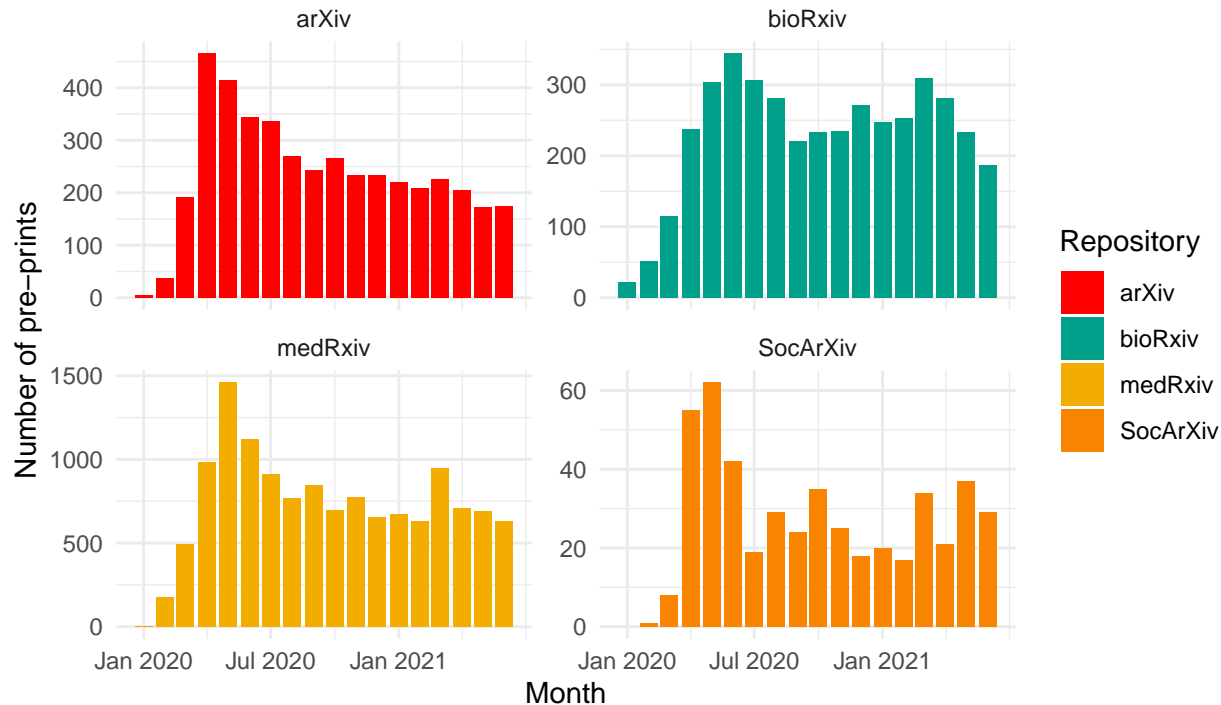 arXiv
bioRxiv
400
300
200
100
0
300
200
100
0
medRxiv
SocArXiv
1500
1000
500
0
60
40
20
0
Jan 2020 Jul 2020 Jan 2021
Jan 2020 Jul 2020 Jan 2021
Month
Number of pre−prints
Repository
arXiv
bioRxiv
medRxiv
SocArXiv